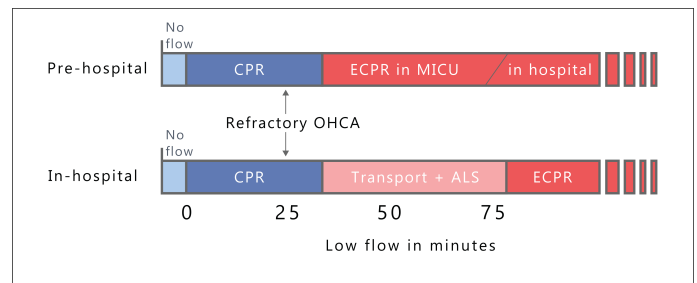 No
flow
Pre-hospital
CPR
ECPR in MICU
in hospital
Refractory OHCA
No
flow
In-hospital
CPR
Transport + ALS
ECPR
0 25 50 75
Low flow in minutes